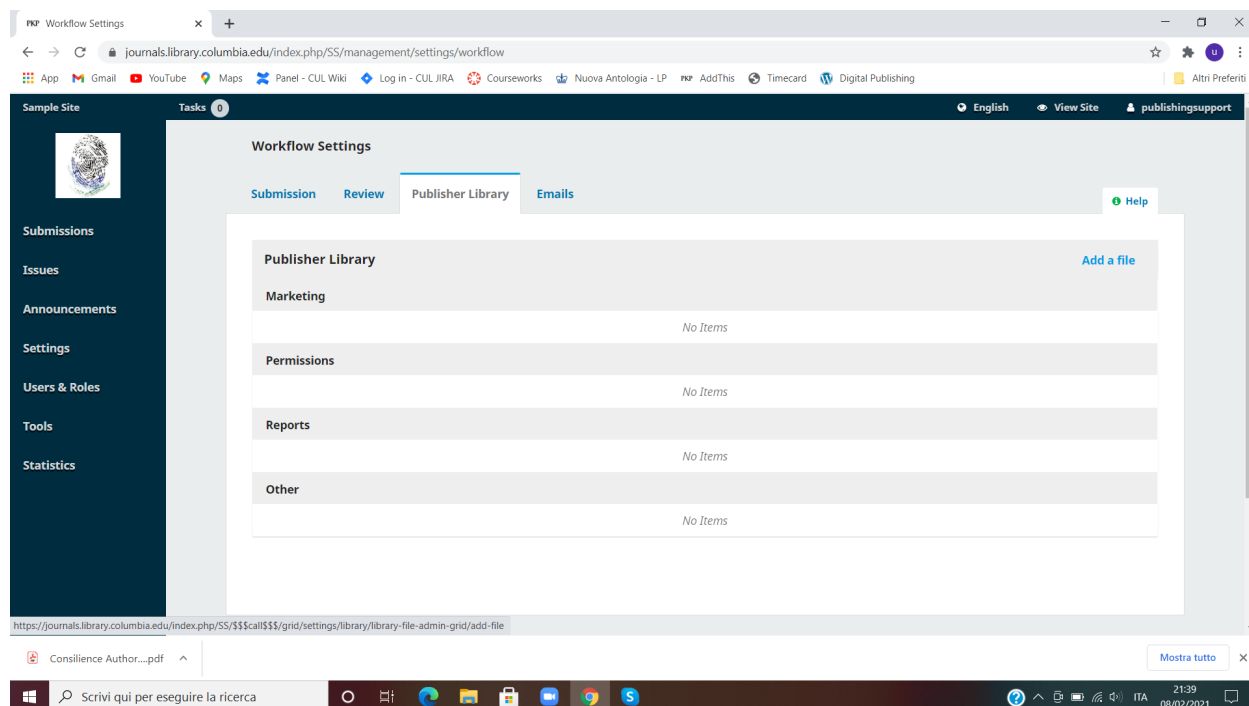 PKP Workflow Settings
journals.library.columbia.edu/index.php/SS/management/settings/workflow
App Gmail YouTube Maps Panel - CUL Wiki Log in - CUL JIRA Courseworks Nuova Antologia - LP PKP AddThis Timecard Digital Publishing Altri Preferiti
Sample Site Tasks 0 English View Site publishingsupport
Workflow Settings
Submission Review Publisher Library Emails
Help
Submissions
Issues
Announcements
Settings
Users & Roles
Tools
Statistics
Publisher Library Add a file
Marketing
No Items
Permissions
No Items
Reports
No Items
Other
No Items
https://journals.library.columbia.edu/index.php/SS/$$$call$$$/grid/settings/library/library-file-admin-grid/add-file
Consilience Author....pdf Mostra tutto
Scrivi qui per eseguire la ricerca ITA 21:39
08/02/2021